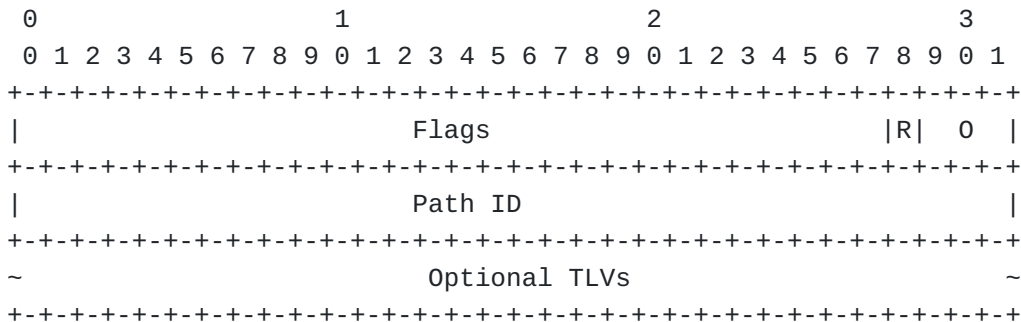 0                   1                   2                   3
 0 1 2 3 4 5 6 7 8 9 0 1 2 3 4 5 6 7 8 9 0 1 2 3 4 5 6 7 8 9 0 1
+-+-+-+-+-+-+-+-+-+-+-+-+-+-+-+-+-+-+-+-+-+-+-+-+-+-+-+-+-+-+-+-+
|                         Flags                         |R|  O  |
+-+-+-+-+-+-+-+-+-+-+-+-+-+-+-+-+-+-+-+-+-+-+-+-+-+-+-+-+-+-+-+-+
|                         Path ID                               |
+-+-+-+-+-+-+-+-+-+-+-+-+-+-+-+-+-+-+-+-+-+-+-+-+-+-+-+-+-+-+-+-+
~                          Optional TLVs                        ~
+-+-+-+-+-+-+-+-+-+-+-+-+-+-+-+-+-+-+-+-+-+-+-+-+-+-+-+-+-+-+-+-+